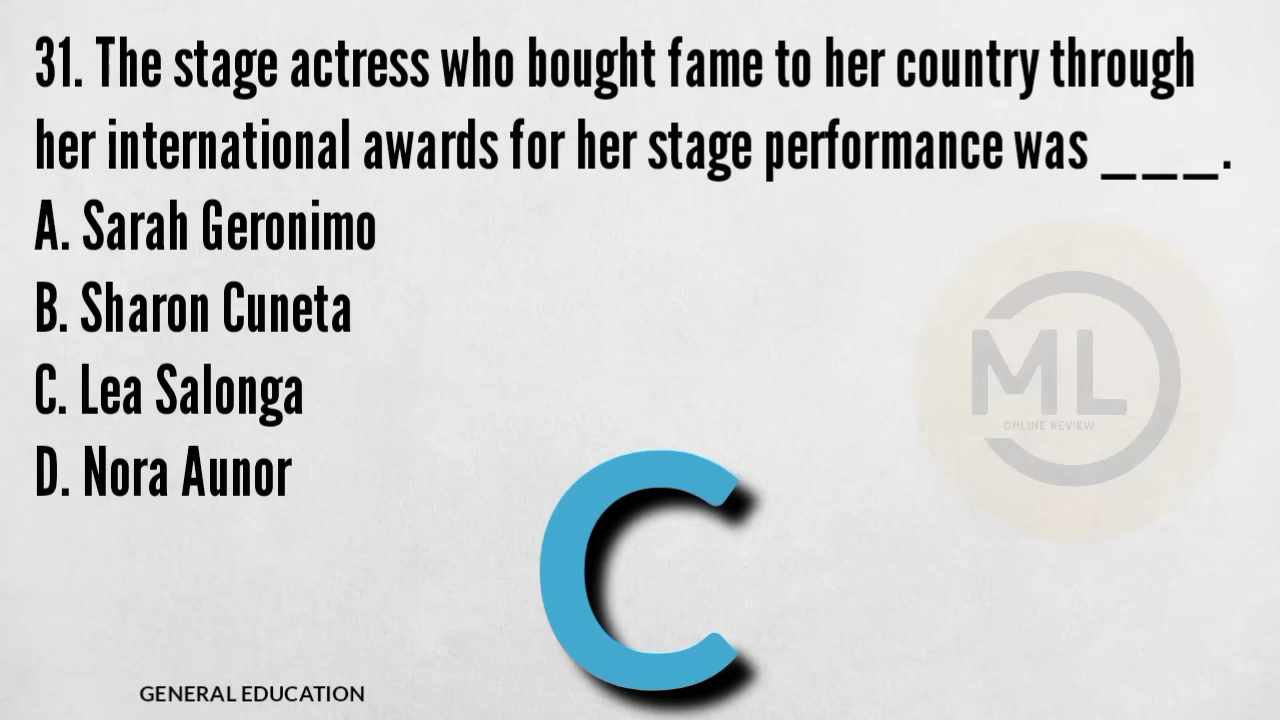 31. The stage actress who bought fame to her country through
her international awards for her stage performance was ___.
A. Sarah Geronimo
B. Sharon Cuneta
C. Lea Salonga
D. Nora Aunor
ML
ONLINE REVIEW
C
GENERAL EDUCATION